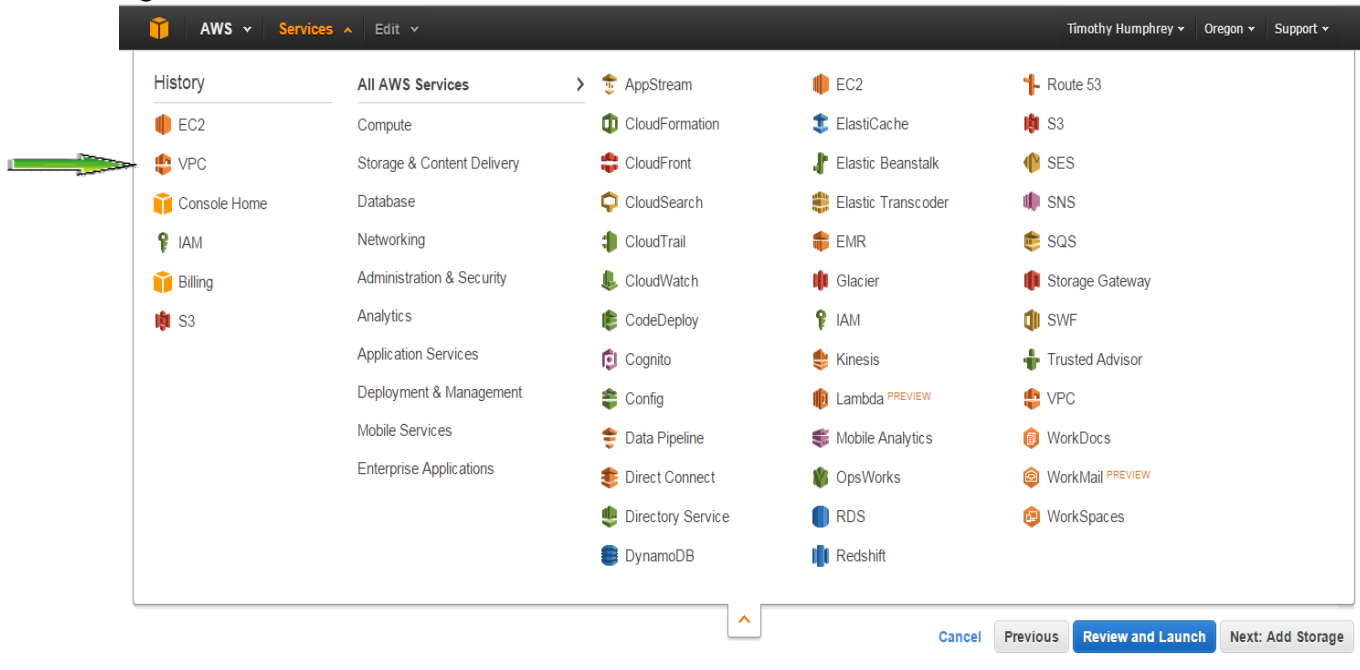 AWS Services Edit Timothy Humphrey Oregon Support
History
EC2
VPC
Console Home
IAM
Billing
S3
All AWS Services
Compute
Storage & Content Delivery
Database
Networking
Administration & Security
Analytics
Application Services
Deployment & Management
Mobile Services
Enterprise Applications
AppStream
CloudFormation
CloudFront
CloudSearch
CloudTrail
CloudWatch
CodeDeploy
Cognito
Config
Data Pipeline
Direct Connect
Directory Service
DynamoDB
EC2
ElastiCache
Elastic Beanstalk
Elastic Transcoder
EMR
Glacier
IAM
Kinesis
Lambda PREVIEW
Mobile Analytics
OpsWorks
RDS
Redshift
Route 53
S3
SES
SNS
SQS
Storage Gateway
SWF
Trusted Advisor
VPC
WorkDocs
WorkMail PREVIEW
WorkSpaces
Cancel Previous Review and Launch Next: Add Storage